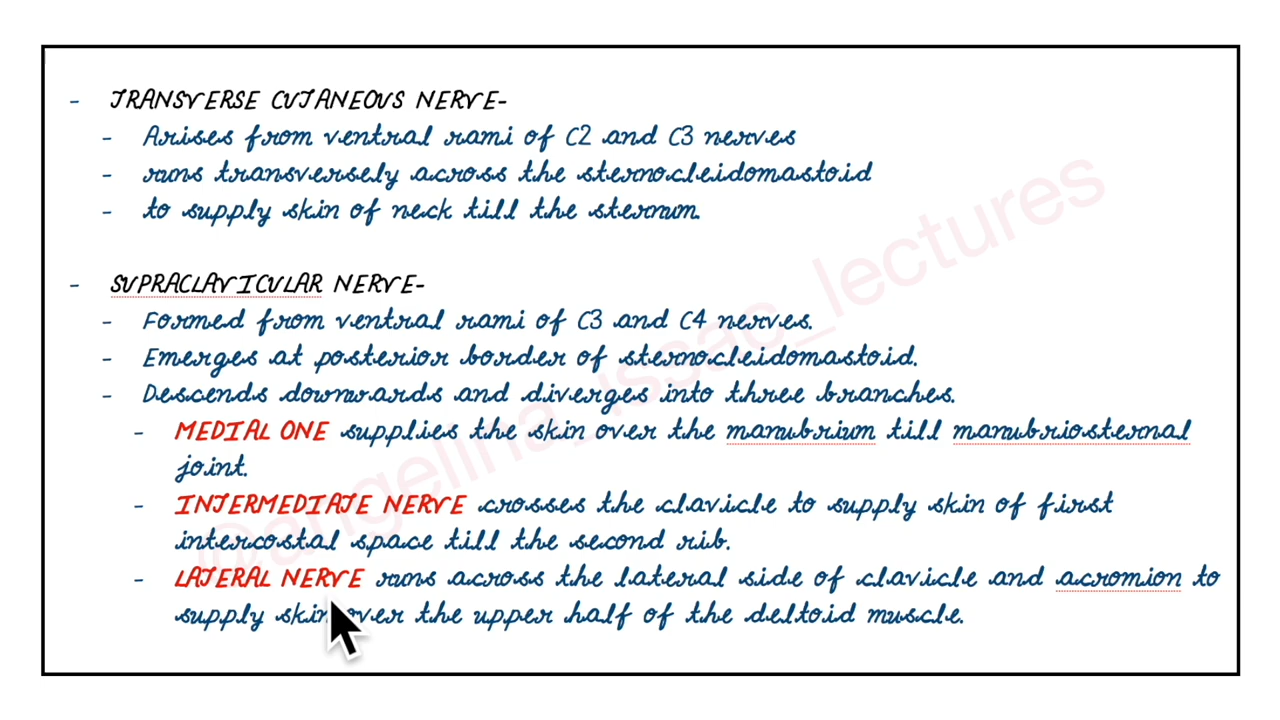 - TRANSVERSE CUTANEOUS NERVE-
- Arises from ventral rami of C2 and C3 nerves
- runs transversely across the sternocleidomastoid
- to supply skin of neck till the sternum.
- SUPRACLAVICULAR NERVE-
- Formed from ventral rami of C3 and C4 nerves.
- Emerges at posterior border of sternocleidomastoid.
- Descends downwards and diverges into three branches.
- MEDIAL ONE supplies the skin over the manubrium till manubriosternal
joint.
- INTERMEDIATE NERVE crosses the clavicle to supply skin of first
intercostal space till the second rib.
- LATERAL NERVE runs across the lateral side of clavicle and acromion to
supply skin over the upper half of the deltoid muscle.
@angelina_issac_lectures